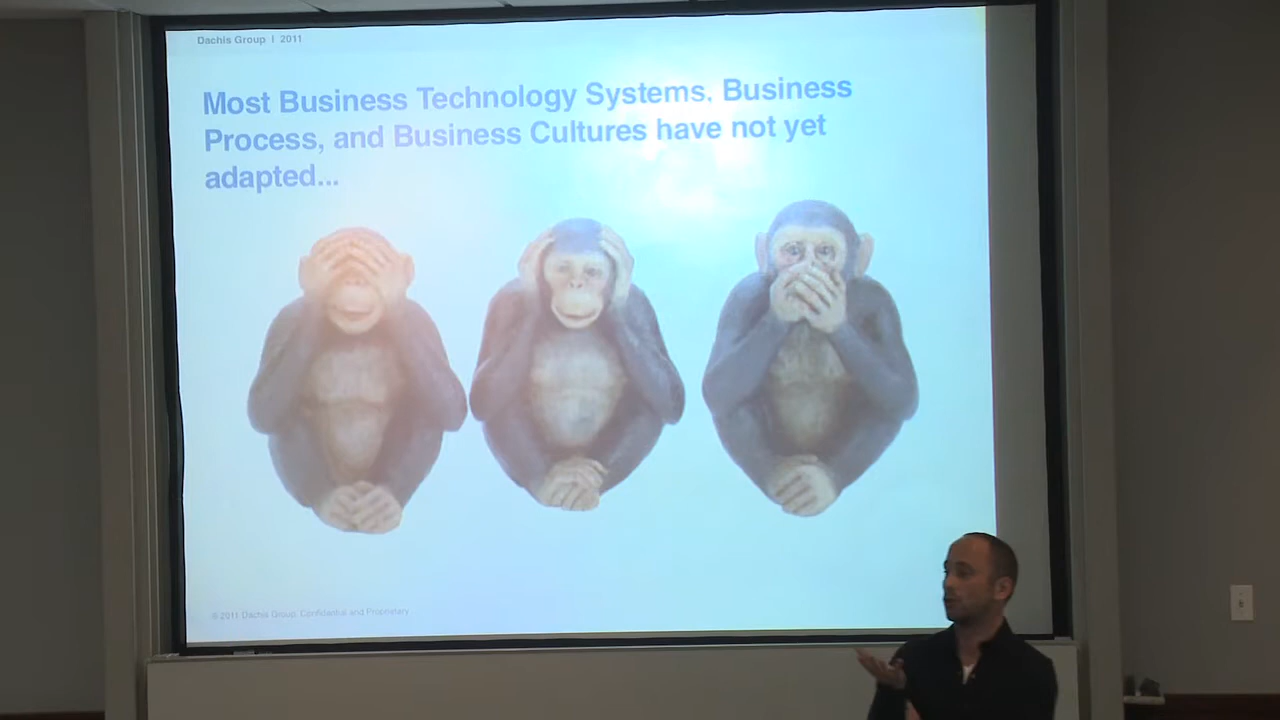 Dachis Group | 2011
Most Business Technology Systems, Business
Process, and Business Cultures have not yet
adapted...
© 2011 Dachis Group. Confidential and Proprietary